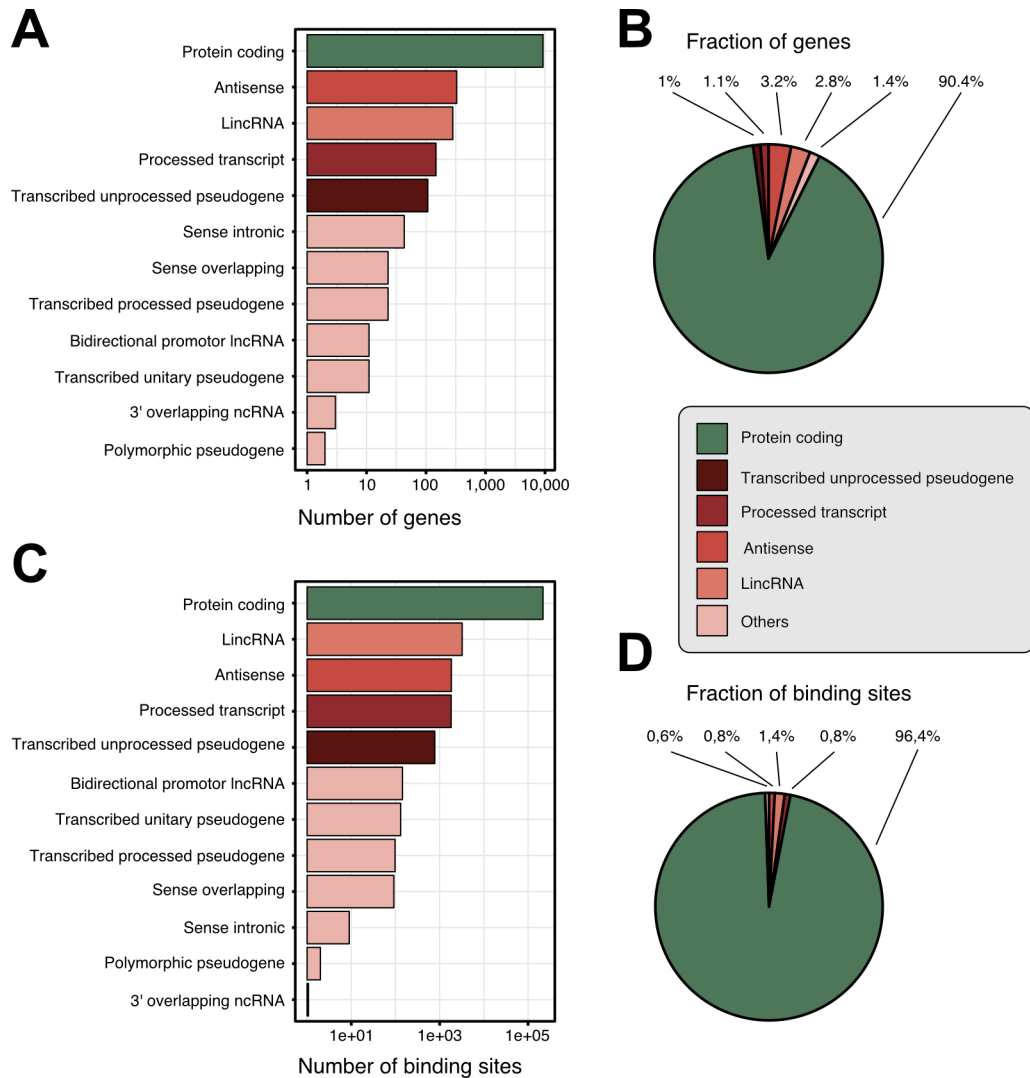 A
Protein coding
Antisense
LincRNA
Processed transcript
Transcribed unprocessed pseudogene
Sense intronic
Sense overlapping
Transcribed processed pseudogene
Bidirectional promotor lncRNA
Transcribed unitary pseudogene
3' overlapping ncRNA
Polymorphic pseudogene
1 10 100 1,000 10,000
Number of genes
B
Fraction of genes
1% 1.1% 3.2% 2.8% 1.4% 90.4%
Protein coding
Transcribed unprocessed pseudogene
Processed transcript
Antisense
LincRNA
Others
C
Protein coding
LincRNA
Antisense
Processed transcript
Transcribed unprocessed pseudogene
Bidirectional promotor lncRNA
Transcribed unitary pseudogene
Transcribed processed pseudogene
Sense overlapping
Sense intronic
Polymorphic pseudogene
3' overlapping ncRNA
1e+01 1e+03 1e+05
Number of binding sites
D
Fraction of binding sites
0,6% 0,8% 1,4% 0,8% 96,4%